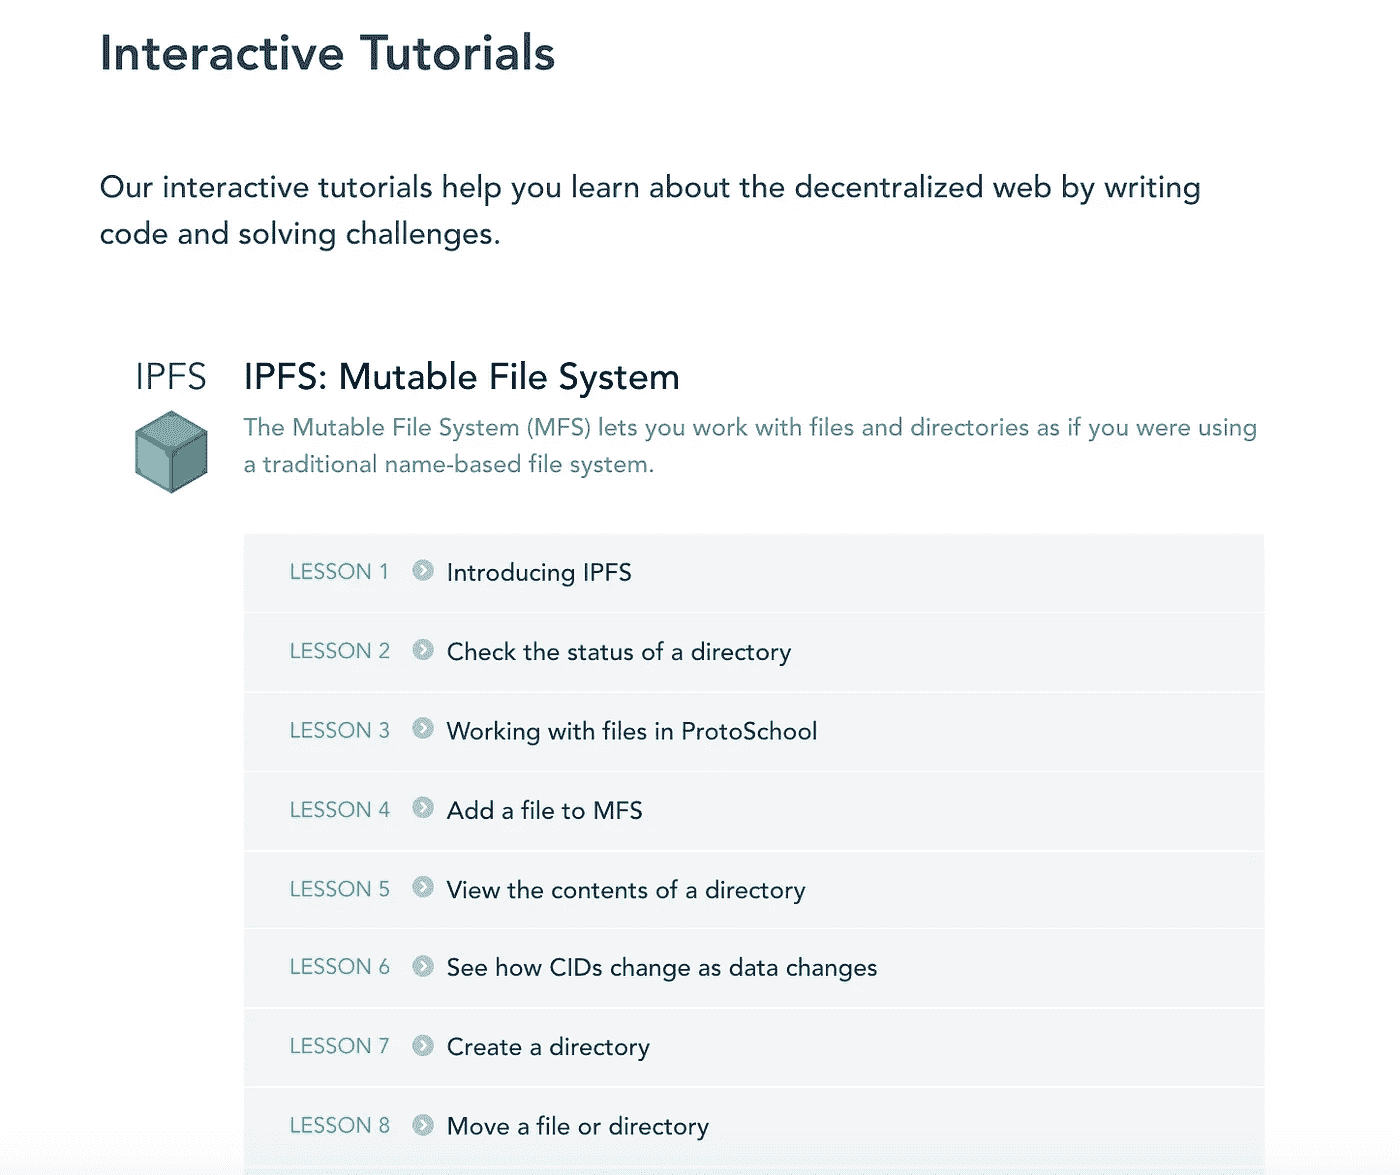 Interactive Tutorials
Our interactive tutorials help you learn about the decentralized web by writing
code and solving challenges.
IPFS
IPFS: Mutable File System
The Mutable File System (MFS) lets you work with files and directories as if you were using
a traditional name-based file system.
LESSON 1 Introducing IPFS
LESSON 2 Check the status of a directory
LESSON 3 Working with files in ProtoSchool
LESSON 4 Add a file to MFS
LESSON 5 View the contents of a directory
LESSON 6 See how CIDs change as data changes
LESSON 7 Create a directory
LESSON 8 Move a file or directory